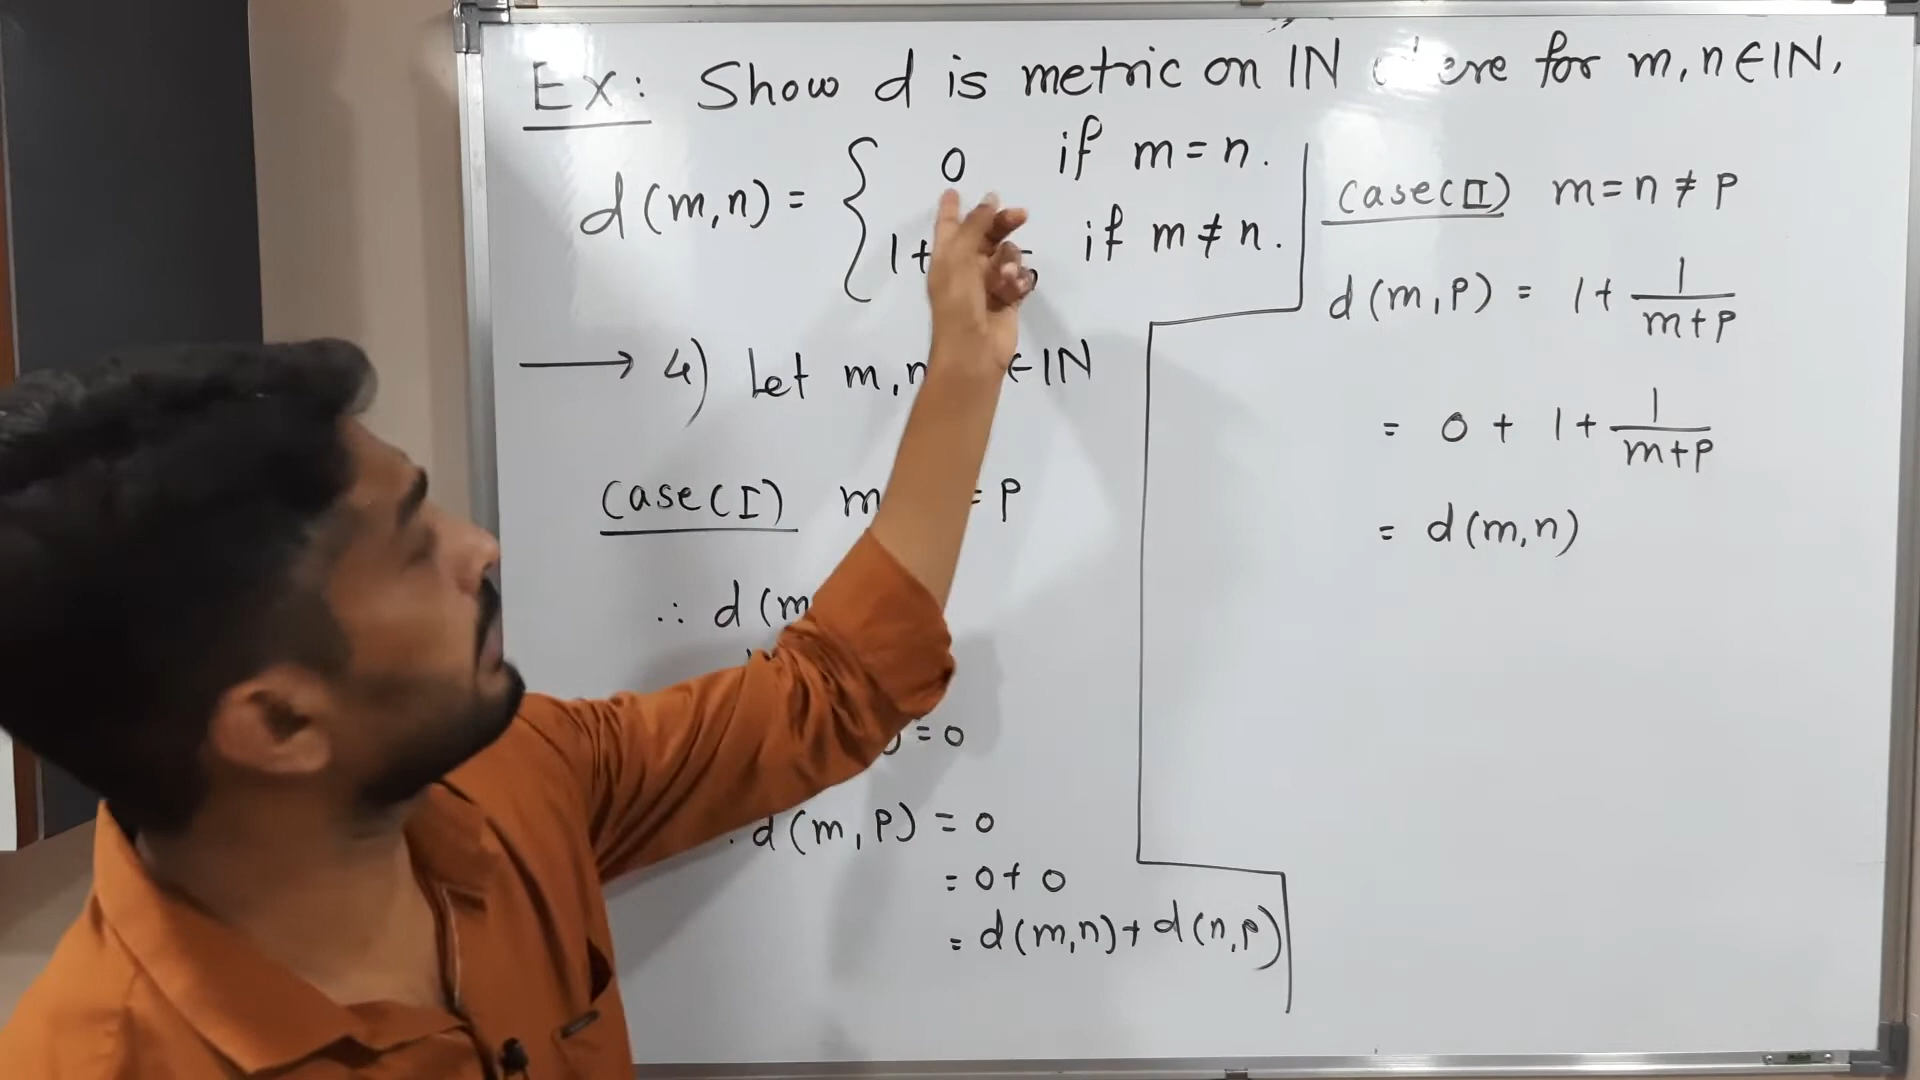 Ex: Show d is metric on IN for m,n∈IN,
d(m,n) = { 0 if m=n.
1+ if m≠n.
⟶ 4) Let m,n ∈IN
Case(I) m = p
∴ d(m
=0
d(m,p) = 0
= 0+0
= d(m,n)+d(n,p)
Case(II) m=n≠p
d(m,p) = 1+ 1/(m+p)
= 0 + 1+ 1/(m+p)
= d(m,n)